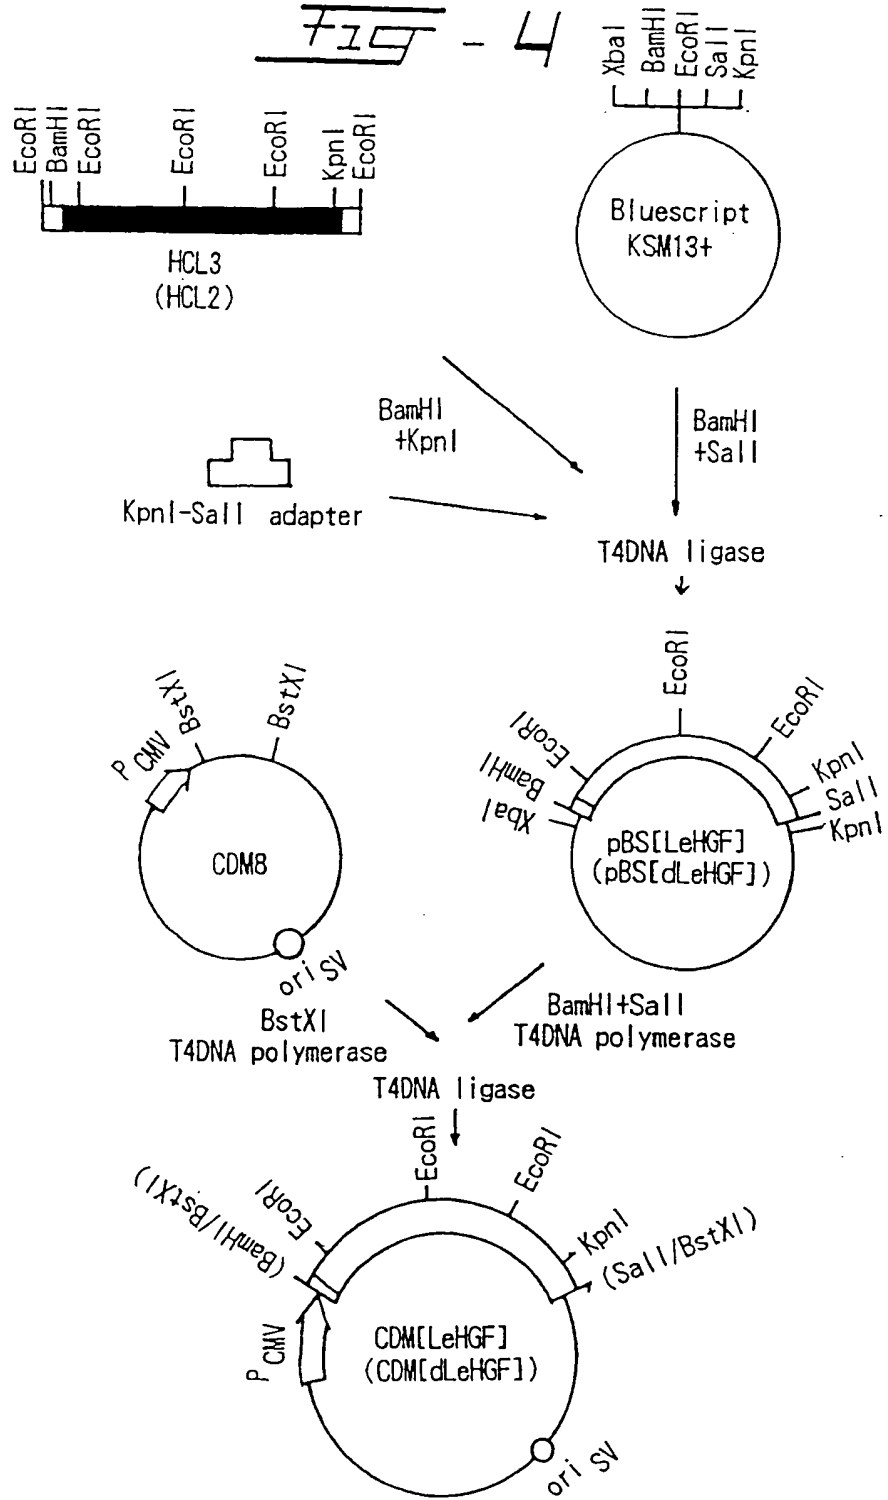 Fig - 4
XbaI
BamHI
EcoRI
SalI
KpnI
EcoRI
BamHI
EcoRI
EcoRI
EcoRI
KpnI
EcoRI
HCL3
(HCL2)
Bluescript
KSM13+
BamHI
+KpnI
BamHI
+SalI
KpnI-SalI adapter
T4DNA ligase
P CMV
BstXI
BstXI
CDM8
ori SV
XbaI
BamHI
EcoRI
EcoRI
EcoRI
KpnI
SalI
KpnI
pBS[LeHGF]
(pBS[dLeHGF])
BstXI
T4DNA polymerase
BamHI+SalI
T4DNA polymerase
T4DNA ligase
(BamHI/BstXI)
EcoRI
EcoRI
EcoRI
KpnI
(SalI/BstXI)
P CMV
CDM[LeHGF]
(CDM[dLeHGF])
ori SV